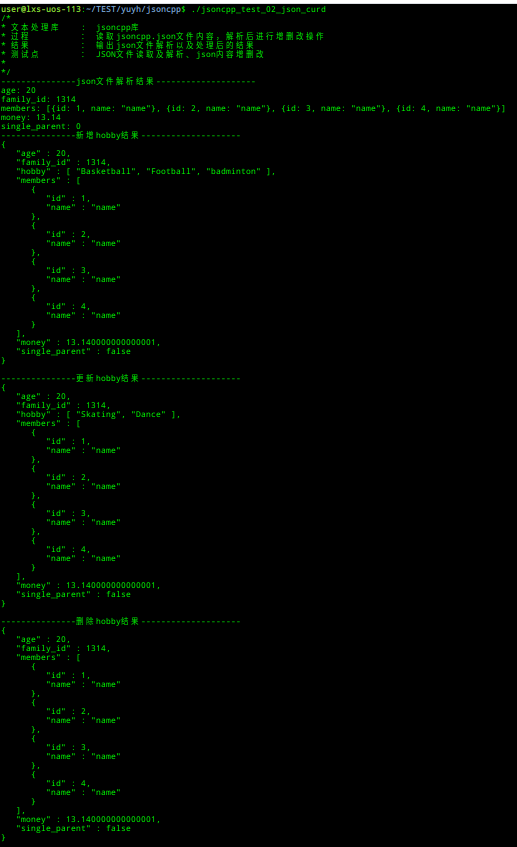 user@lxs-uos-113:~/TEST/yuyh/jsoncpp$ ./jsoncpp_test_02_json_curd
/*
* 文本处理库 : jsoncpp库
* 过程 : 读取jsoncpp.json文件内容，解析后进行增删改操作
* 结果 : 输出json文件解析以及处理后的结果
* 测试点 : JSON文件读取及解析、json内容增删改
*
*/
---------------json文件解析结果--------------------
age: 20
family_id: 1314
members: [{id: 1, name: "name"}, {id: 2, name: "name"}, {id: 3, name: "name"}, {id: 4, name: "name"}]
money: 13.14
single_parent: 0
---------------新增hobby结果--------------------
{
   "age" : 20,
   "family_id" : 1314,
   "hobby" : [ "Basketball", "Football", "badminton" ],
   "members" : [
      {
         "id" : 1,
         "name" : "name"
      },
      {
         "id" : 2,
         "name" : "name"
      },
      {
         "id" : 3,
         "name" : "name"
      },
      {
         "id" : 4,
         "name" : "name"
      }
   ],
   "money" : 13.140000000000001,
   "single_parent" : false
}
---------------更新hobby结果--------------------
{
   "age" : 20,
   "family_id" : 1314,
   "hobby" : [ "Skating", "Dance" ],
   "members" : [
      {
         "id" : 1,
         "name" : "name"
      },
      {
         "id" : 2,
         "name" : "name"
      },
      {
         "id" : 3,
         "name" : "name"
      },
      {
         "id" : 4,
         "name" : "name"
      }
   ],
   "money" : 13.140000000000001,
   "single_parent" : false
}
---------------删除hobby结果--------------------
{
   "age" : 20,
   "family_id" : 1314,
   "members" : [
      {
         "id" : 1,
         "name" : "name"
      },
      {
         "id" : 2,
         "name" : "name"
      },
      {
         "id" : 3,
         "name" : "name"
      },
      {
         "id" : 4,
         "name" : "name"
      }
   ],
   "money" : 13.140000000000001,
   "single_parent" : false
}